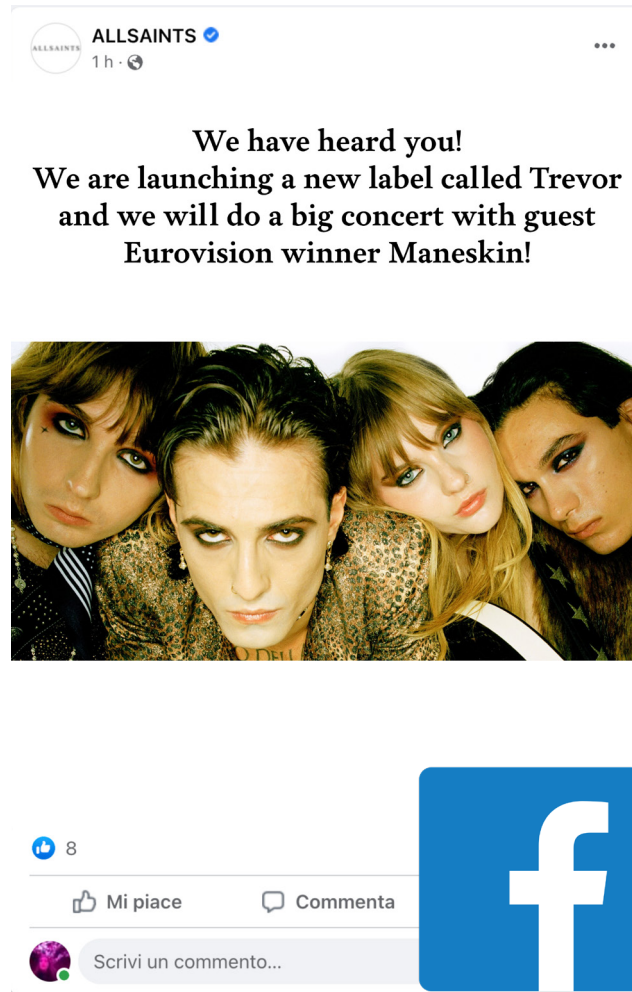 ALLSAINTS
ALLSAINTS
1 h ·
We have heard you!
We are launching a new label called Trevor
and we will do a big concert with guest
Eurovision winner Maneskin!
8
Mi piace
Commenta
Scrivi un commento...
f